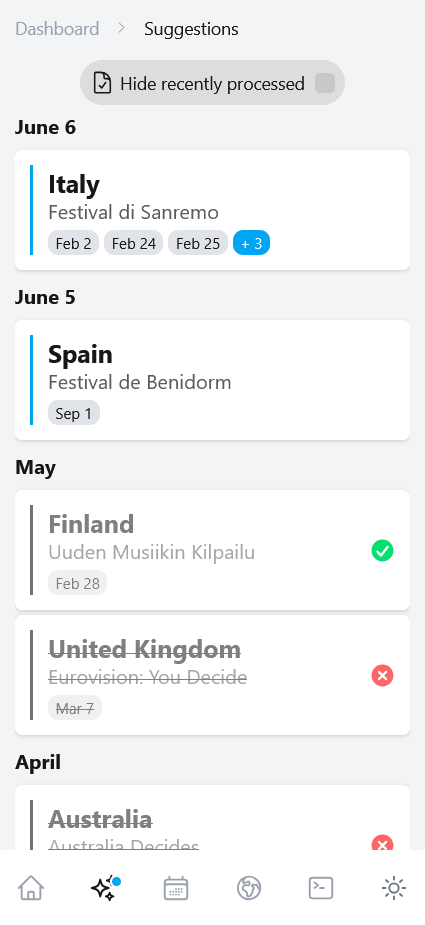 Dashboard > Suggestions
Hide recently processed
June 6
Italy
Festival di Sanremo
Feb 2 Feb 24 Feb 25 + 3
June 5
Spain
Festival de Benidorm
Sep 1
May
Finland
Uuden Musiikin Kilpailu
Feb 28
United Kingdom
Eurovision: You Decide
Mar 7
April
Australia
Australia Decides